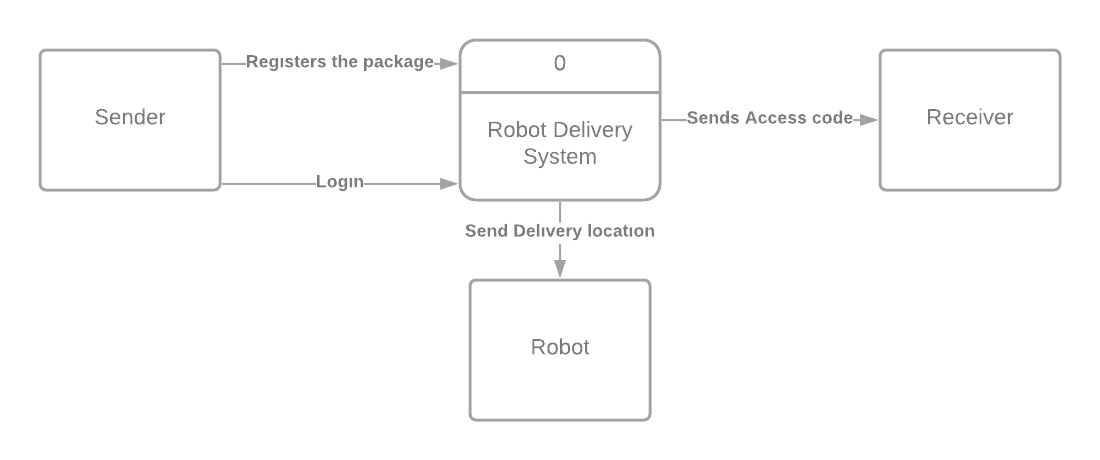 0
Registers the package
Sender
Robot Delivery
System
Sends Access code
Receiver
Login
Send Delivery location
Robot